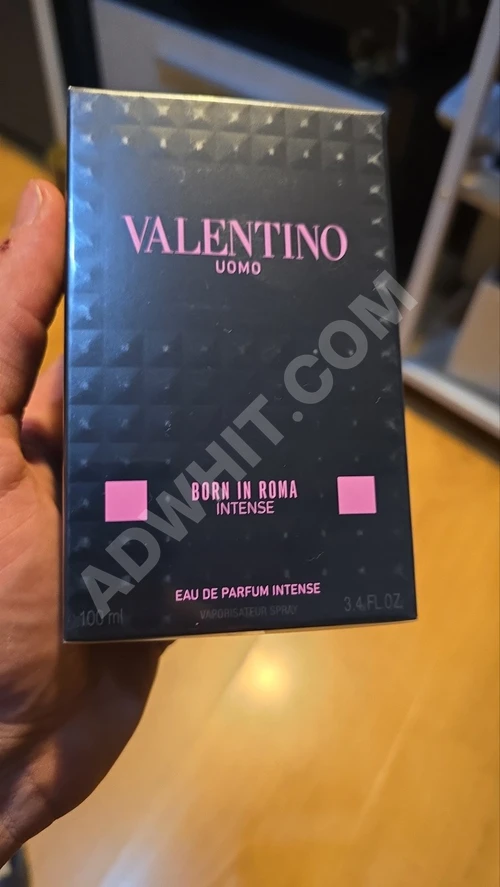 VALENTINO
UOMO
BORN IN ROMA
INTENSE
EAU DE PARFUM INTENSE
100 ml
VAPORISATEUR SPRAY
3.4 FL.OZ
ADWHIT.COM